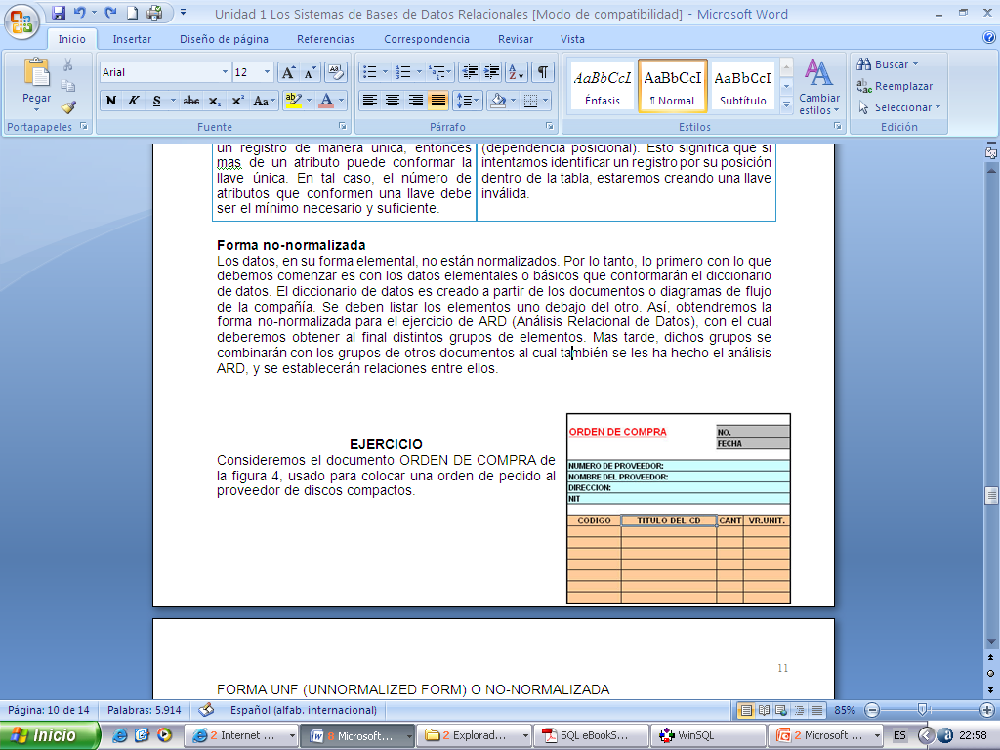 Unidad 1 Los Sistemas de Bases de Datos Relacionales [Modo de compatibilidad] - Microsoft Word
Inicio Insertar Diseño de página Referencias Correspondencia Revisar Vista
Pegar
Portapapeles
Arial 12
N K S abc x₂ x² Aa
Fuente
Párrafo
AaBbCcI AaBbCcI AaBbCcI
Énfasis ¶ Normal Subtítulo
Cambiar estilos
Estilos
Buscar
Reemplazar
Seleccionar
Edición
un registro de manera única, entonces
mas de un atributo puede conformar la
llave única. En tal caso, el número de
atributos que conformen una llave debe
ser el mínimo necesario y suficiente.
(dependencia posicional). Esto significa que si
intentamos identificar un registro por su posición
dentro de la tabla, estaremos creando una llave
inválida.
Forma no-normalizada
Los datos, en su forma elemental, no están normalizados. Por lo tanto, lo primero con lo que
debemos comenzar es con los datos elementales o básicos que conformarán el diccionario
de datos. El diccionario de datos es creado a partir de los documentos o diagramas de flujo
de la compañía. Se deben listar los elementos uno debajo del otro. Así, obtendremos la
forma no-normalizada para el ejercicio de ARD (Análisis Relacional de Datos), con el cual
deberemos obtener al final distintos grupos de elementos. Mas tarde, dichos grupos se
combinarán con los grupos de otros documentos al cual también se les ha hecho el análisis
ARD, y se establecerán relaciones entre ellos.
EJERCICIO
Consideremos el documento ORDEN DE COMPRA de
la figura 4, usado para colocar una orden de pedido al
proveedor de discos compactos.
ORDEN DE COMPRA
NO.
FECHA
NUMERO DE PROVEEDOR:
NOMBRE DEL PROVEEDOR:
DIRECCION:
NIT
CODIGO TITULO DEL CD CANT VR.UNIT.
11
FORMA UNF (UNNORMALIZED FORM) O NO-NORMALIZADA
Página: 10 de 14 Palabras: 5.914 Español (alfab. internacional) 85%
Inicio 2 Internet ... 8 Microsoft... 2 Explorad... SQL eBookS... WinSQL 2 Microsoft ... ES 22:58